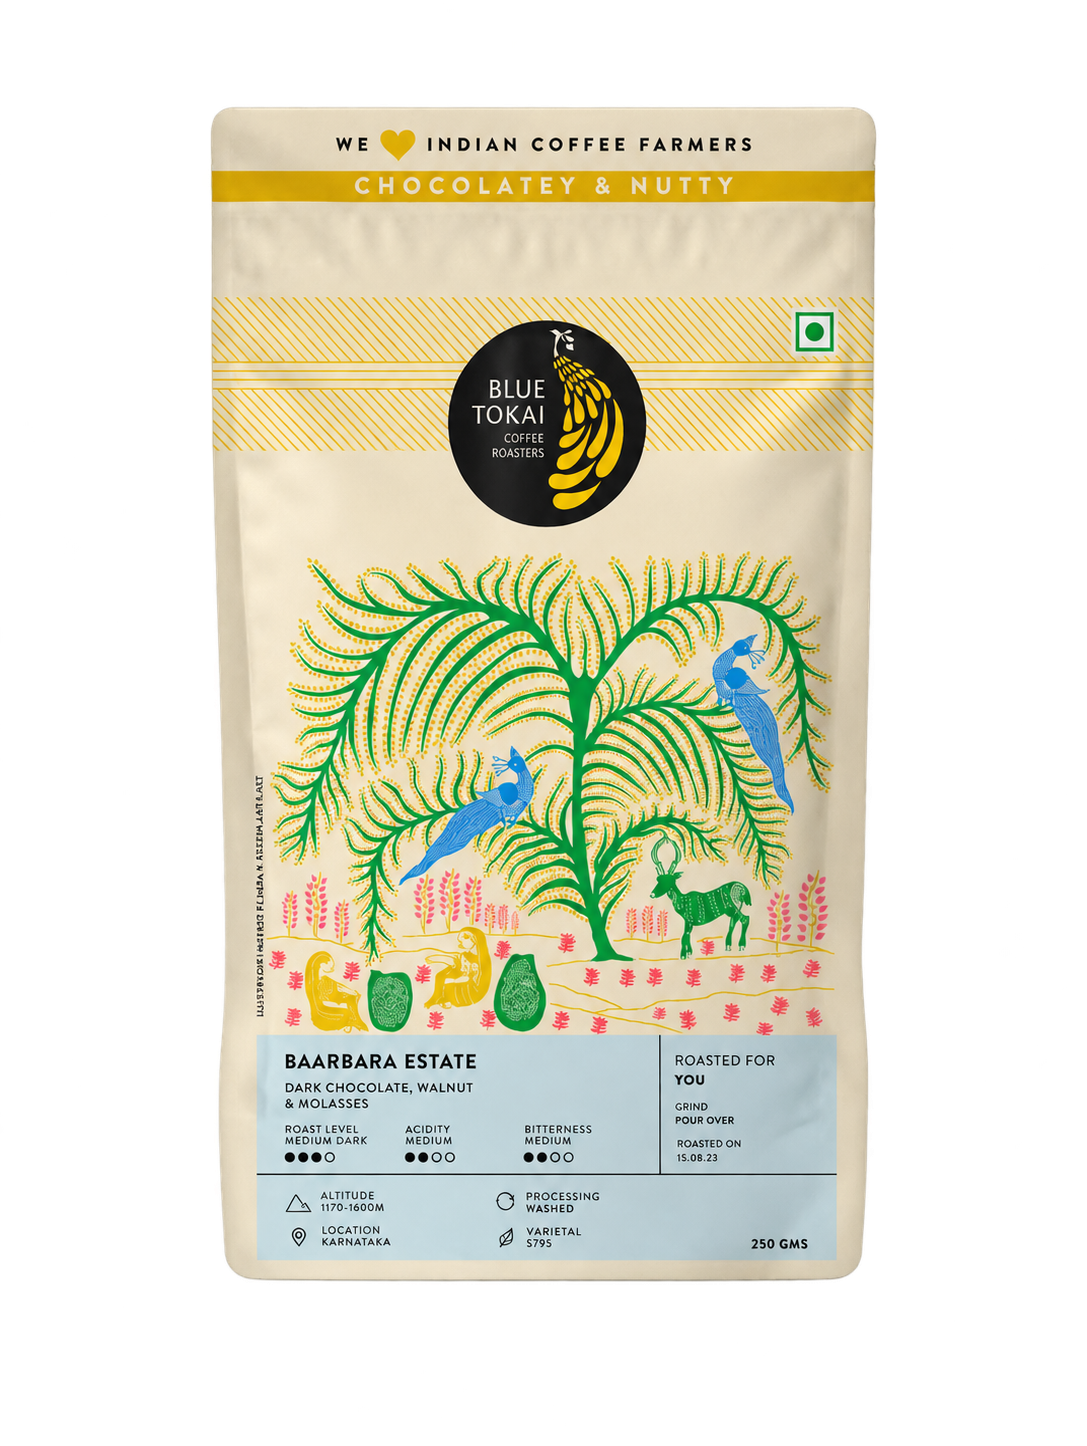 WE INDIAN COFFEE FARMERS
CHOCOLATEY & NUTTY
BLUE
TOKAI
COFFEE
ROASTERS
BAARBARA ESTATE
DARK CHOCOLATE, WALNUT
& MOLASSES
ROAST LEVEL
MEDIUM DARK
ACIDITY
MEDIUM
BITTERNESS
MEDIUM
ROASTED FOR
YOU
GRIND
POUR OVER
ROASTED ON
15.08.23
ALTITUDE
1170-1600M
PROCESSING
WASHED
LOCATION
KARNATAKA
VARIETAL
S795
250 GMS